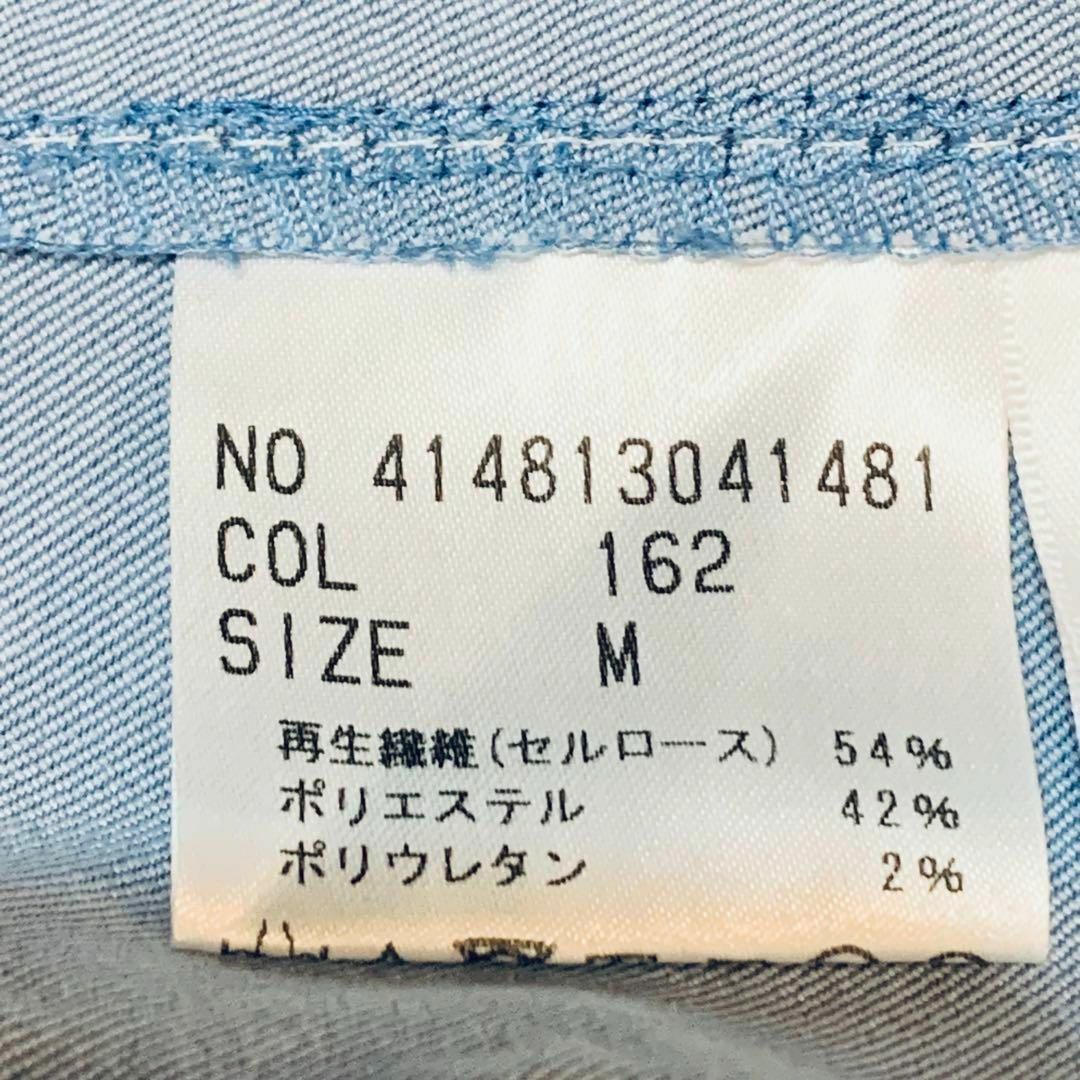 NO 414813041481
COL 162
SIZE M
再生繊維(セルロース) 54%
ポリエステル 42%
ポリウレタン 2%